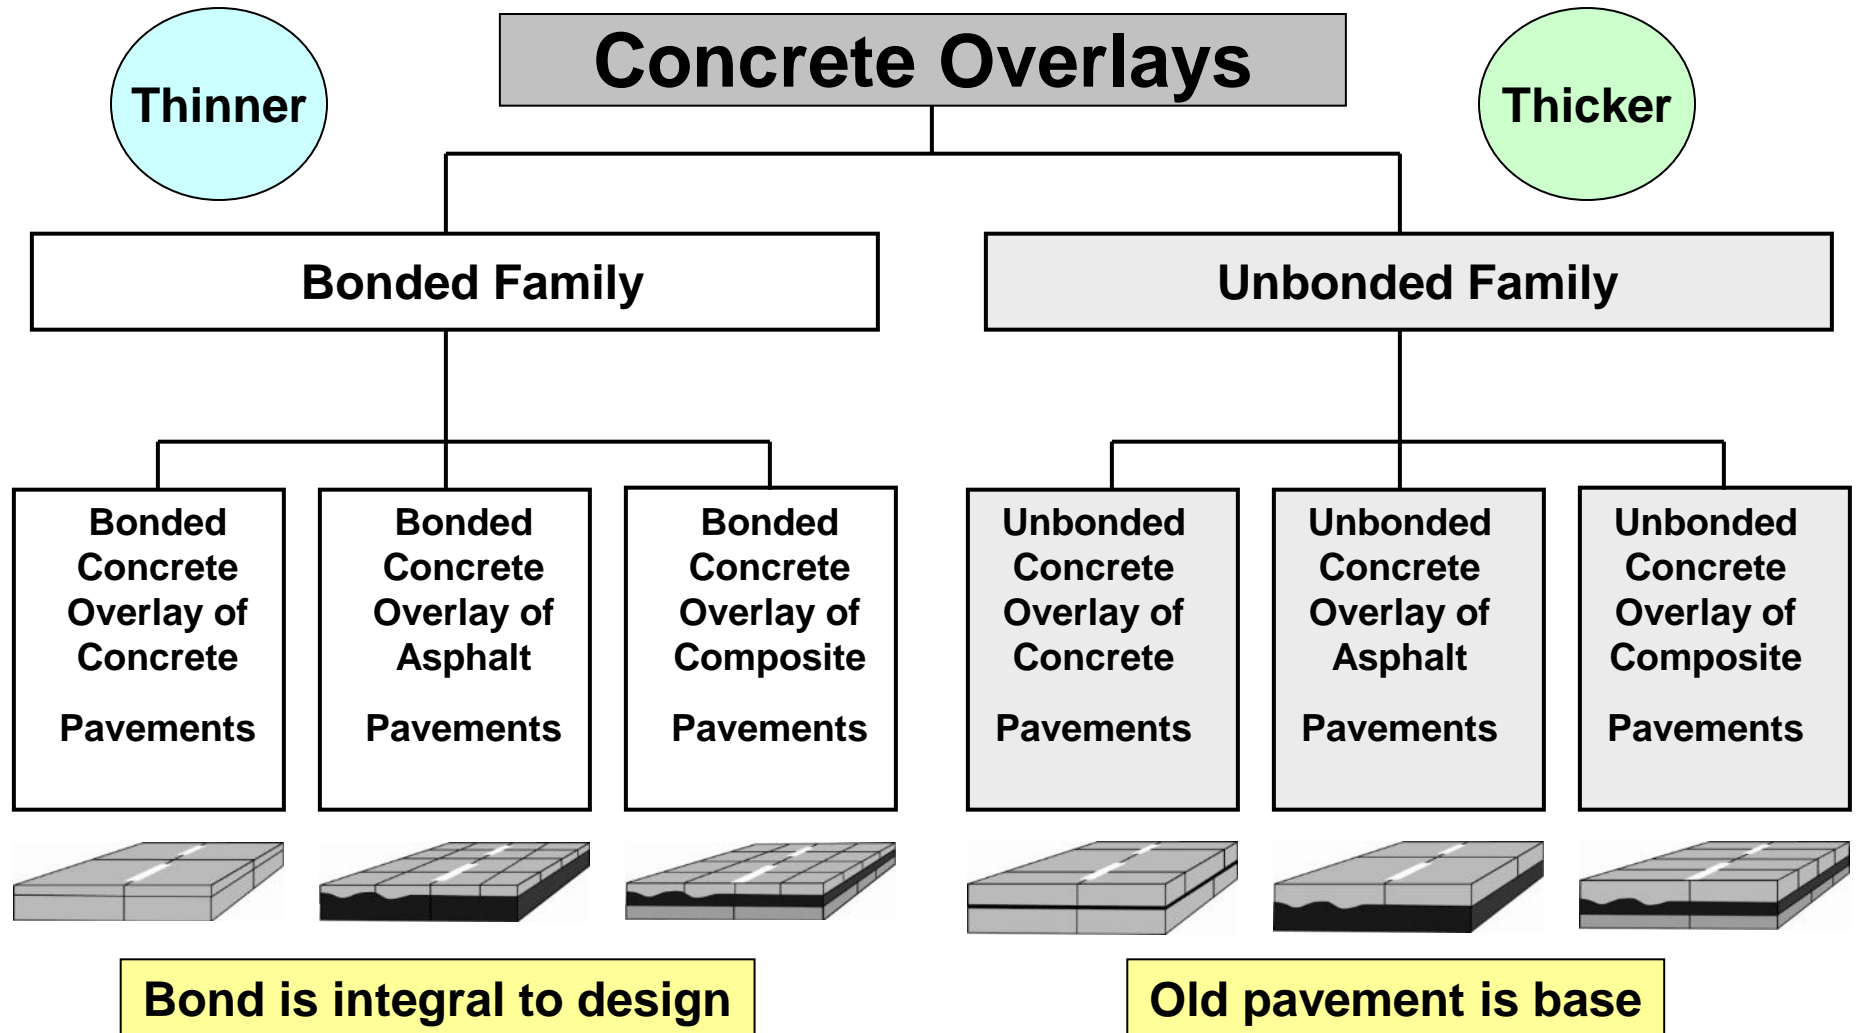 Concrete Overlays
Thinner
Thicker
Bonded Family
Unbonded Family
Bonded
Concrete
Overlay of
Concrete
Pavements
Bonded
Concrete
Overlay of
Asphalt
Pavements
Bonded
Concrete
Overlay of
Composite
Pavements
Unbonded
Concrete
Overlay of
Concrete
Pavements
Unbonded
Concrete
Overlay of
Asphalt
Pavements
Unbonded
Concrete
Overlay of
Composite
Pavements
Bond is integral to design
Old pavement is base